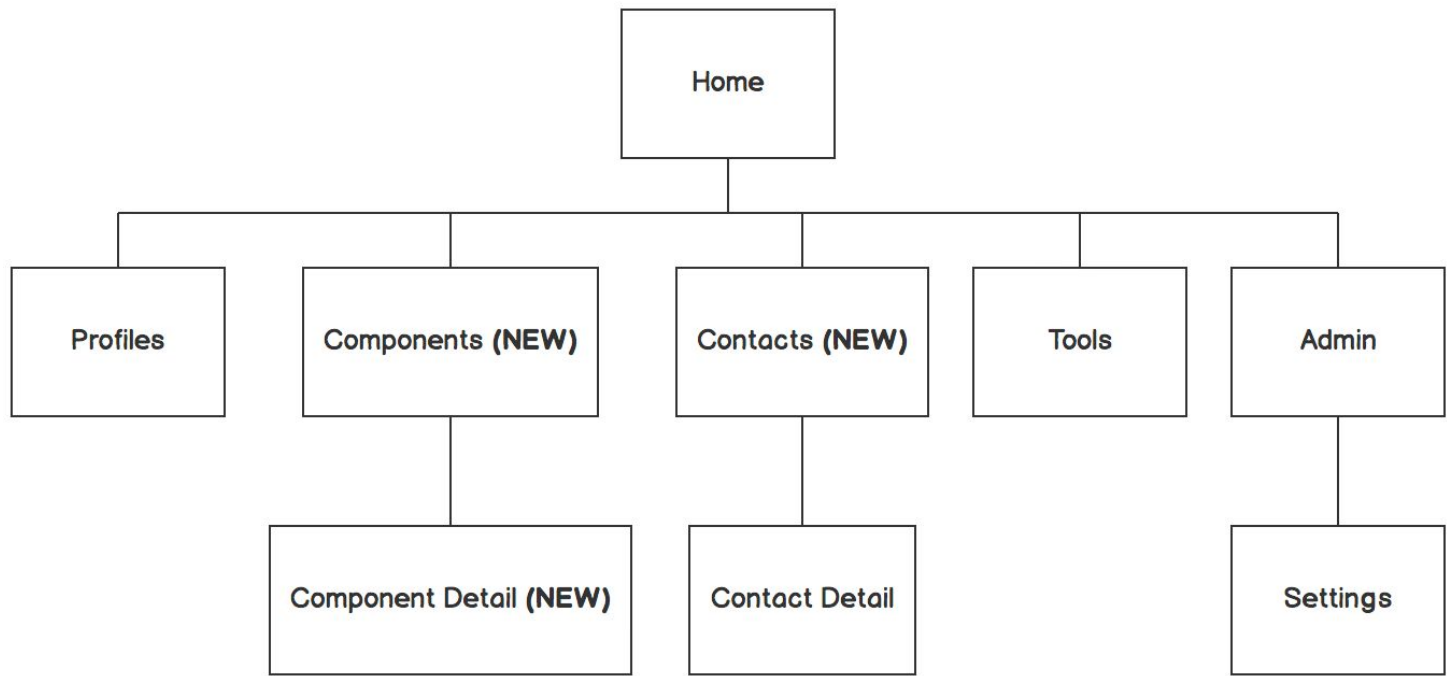 Home
Profiles
Components (NEW)
Contacts (NEW)
Tools
Admin
Component Detail (NEW)
Contact Detail
Settings